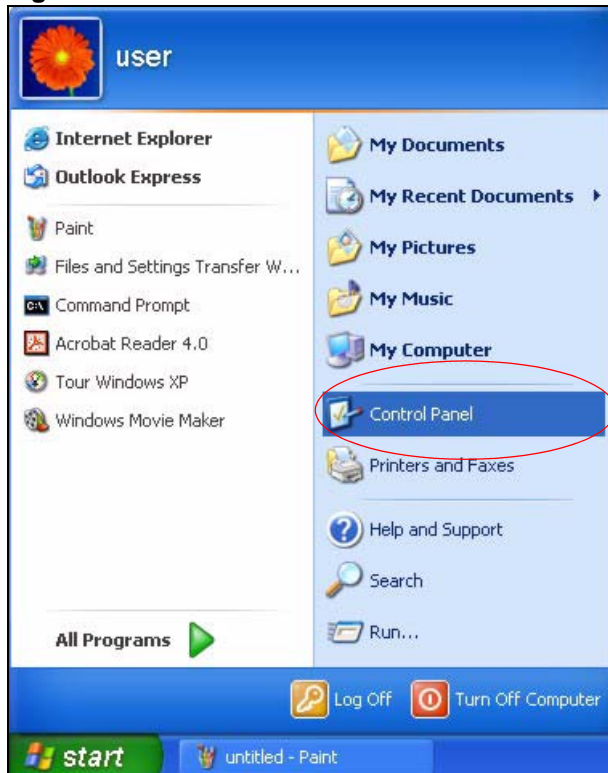 user
Internet Explorer
Outlook Express
Paint
Files and Settings Transfer W...
Command Prompt
Acrobat Reader 4.0
Tour Windows XP
Windows Movie Maker
All Programs
My Documents
My Recent Documents
My Pictures
My Music
My Computer
Control Panel
Printers and Faxes
Help and Support
Search
Run...
Log Off
Turn Off Computer
start
untitled - Paint